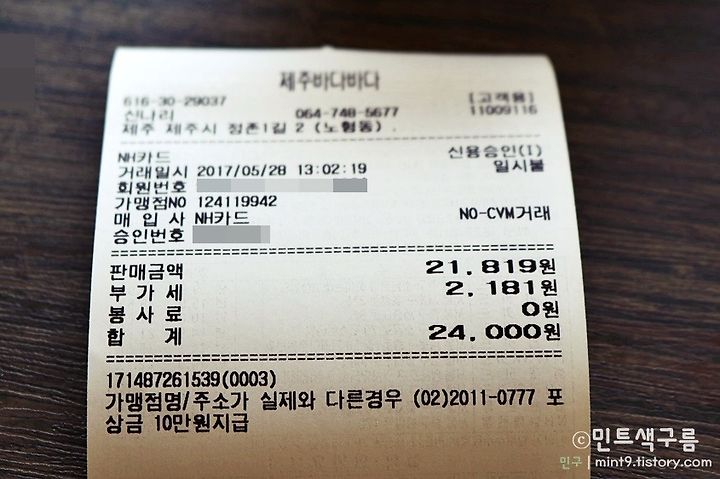 제주바다바다
616-30-29037 [고객용]
신나리 064-748-5677 11009116
제주 제주시 정존1길 2 (노형동) .
NH카드 신용승인(I)
거래일시 2017/05/28 13:02:19 일시불
회원번호
가맹점NO 124119942
매 입 사 NH카드 NO-CVM거래
승인번호
판매금액 21,819원
부 가 세 2,181원
봉 사 료 0원
합 계 24,000원
171487261539(0003)
가맹점명/주소가 실제와 다른경우 (02)2011-0777 포
상금 10만원지급
ⓒ민트색구름
민구 | mint9.tistory.com